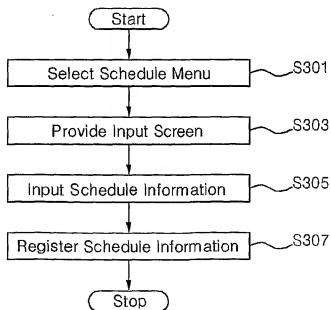 Start
Select Schedule Menu S301
Provide Input Screen S303
Input Schedule Information S305
Register Schedule Information S307
Stop